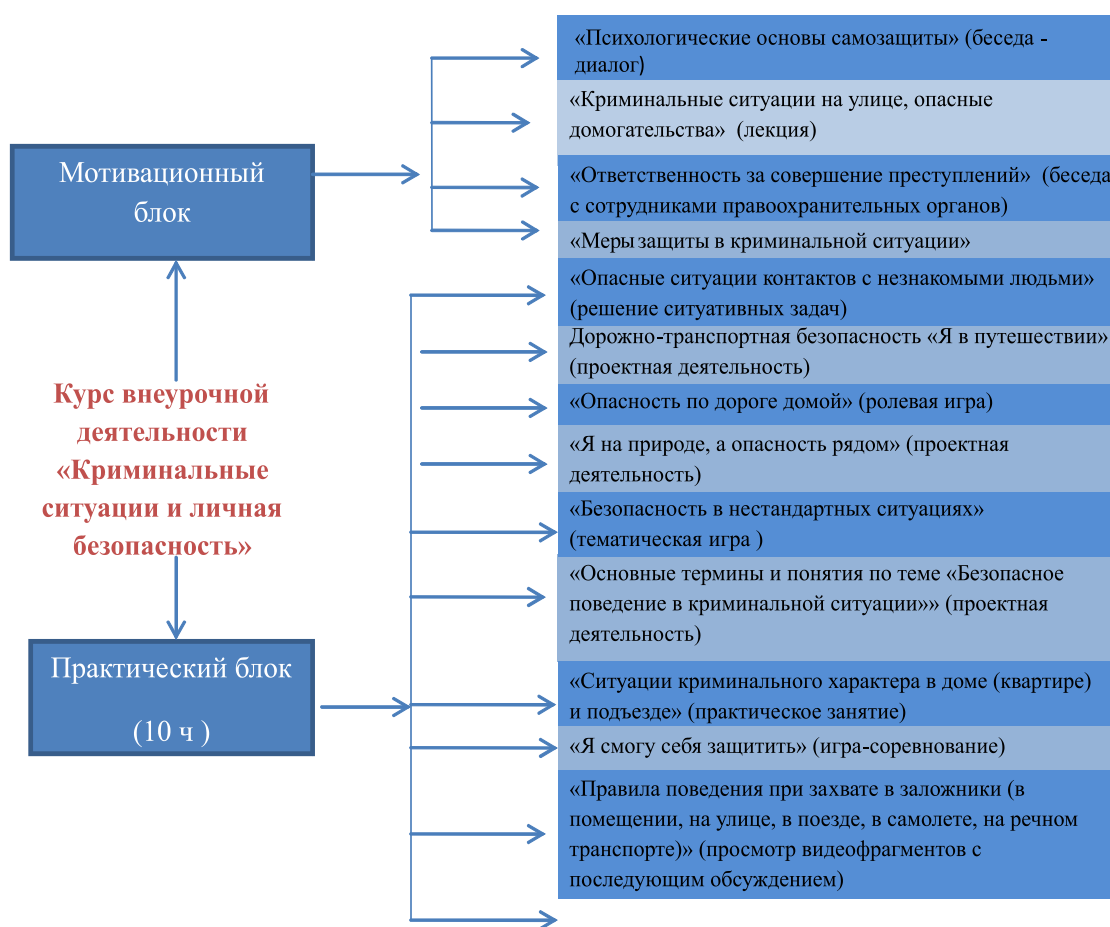 Мотивационный
блок
Курс внеурочной
деятельности
«Криминальные
ситуации и личная
безопасность»
Практический блок
(10 ч )
«Психологические основы самозащиты» (беседа -
диалог)
«Криминальные ситуации на улице, опасные
домогательства» (лекция)
«Ответственность за совершение преступлений» (беседа
с сотрудниками правоохранительных органов)
«Меры защиты в криминальной ситуации»
«Опасные ситуации контактов с незнакомыми людьми»
(решение ситуативных задач)
Дорожно-транспортная безопасность «Я в путешествии»
(проектная деятельность)
«Опасность по дороге домой» (ролевая игра)
«Я на природе, а опасность рядом» (проектная
деятельность)
«Безопасность в нестандартных ситуациях»
(тематическая игра )
«Основные термины и понятия по теме «Безопасное
поведение в криминальной ситуации»» (проектная
деятельность)
«Ситуации криминального характера в доме (квартире)
и подъезде» (практическое занятие)
«Я смогу себя защитить» (игра-соревнование)
«Правила поведения при захвате в заложники (в
помещении, на улице, в поезде, в самолете, на речном
транспорте)» (просмотр видеофрагментов с
последующим обсуждением)